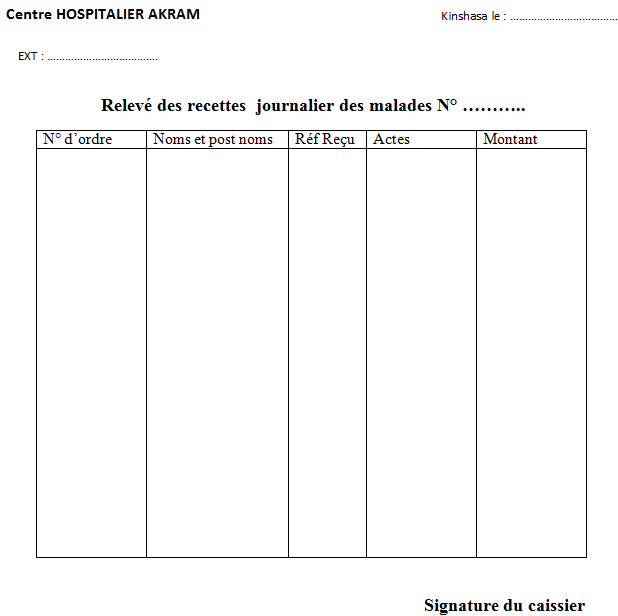 Centre HOSPITALIER AKRAM
Kinshasa le : ………………………………
EXT : ……………………………….
Relevé des recettes journalier des malades N° ………..
N° d’ordre Noms et post noms Réf Reçu Actes Montant
Signature du caissier